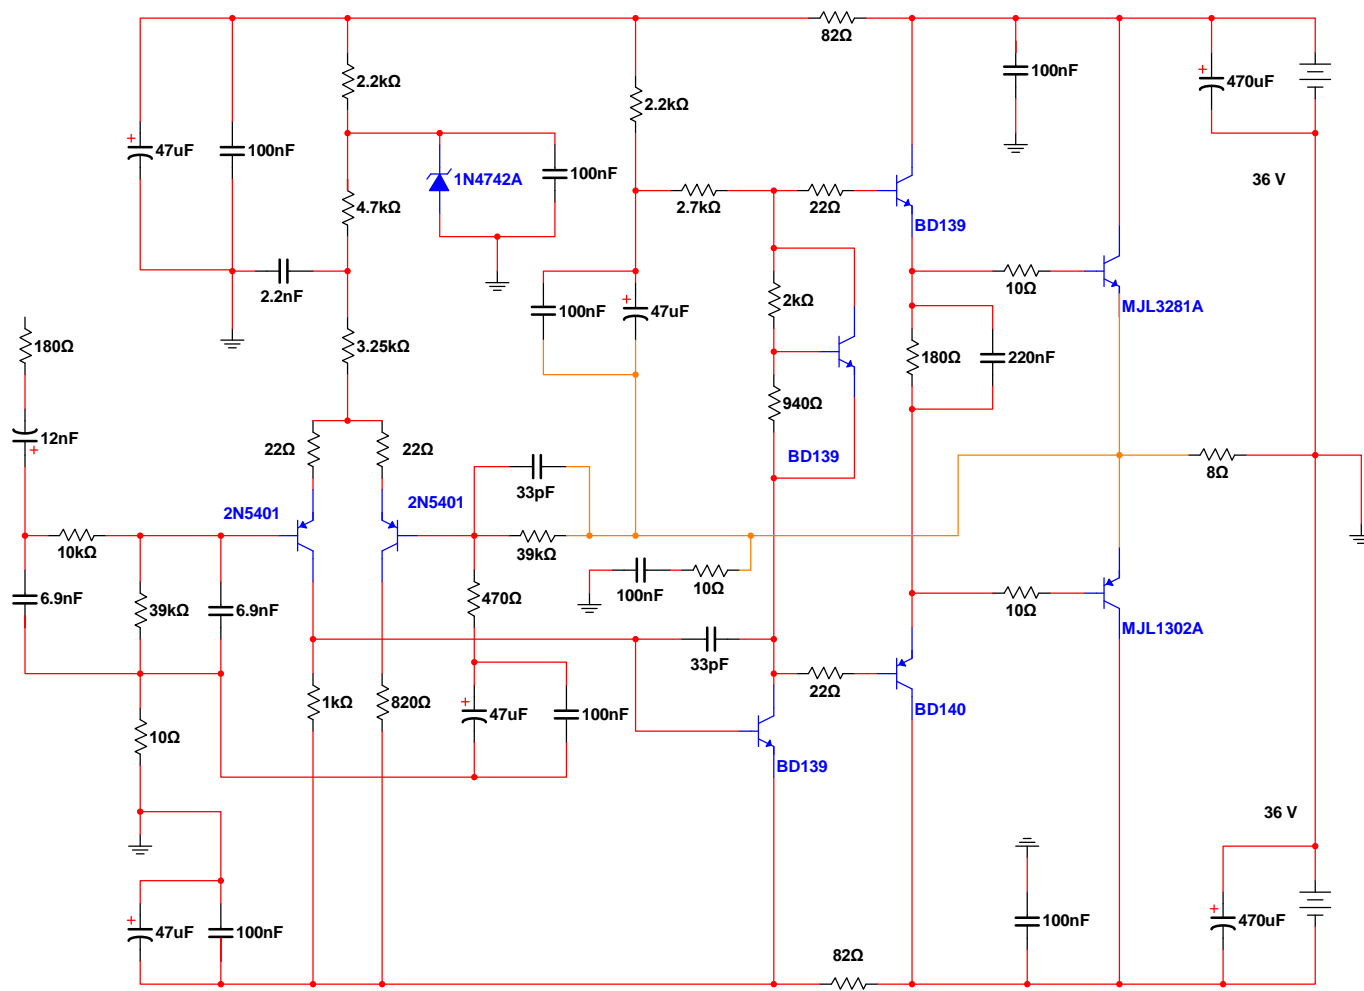 82Ω
2.2kΩ
100nF
470uF
2.2kΩ
47uF
100nF
100nF
1N4742A
36 V
4.7kΩ
2.7kΩ
22Ω
BD139
2.2nF
10Ω
100nF
47uF
2kΩ
MJL3281A
180Ω
3.25kΩ
180Ω
220nF
940Ω
12nF
22Ω
22Ω
BD139
8Ω
33pF
2N5401
2N5401
10kΩ
39kΩ
100nF
10Ω
10Ω
6.9nF
39kΩ
6.9nF
470Ω
MJL1302A
33pF
22Ω
1kΩ
820Ω
47uF
100nF
BD140
10Ω
BD139
36 V
47uF
100nF
100nF
470uF
82Ω